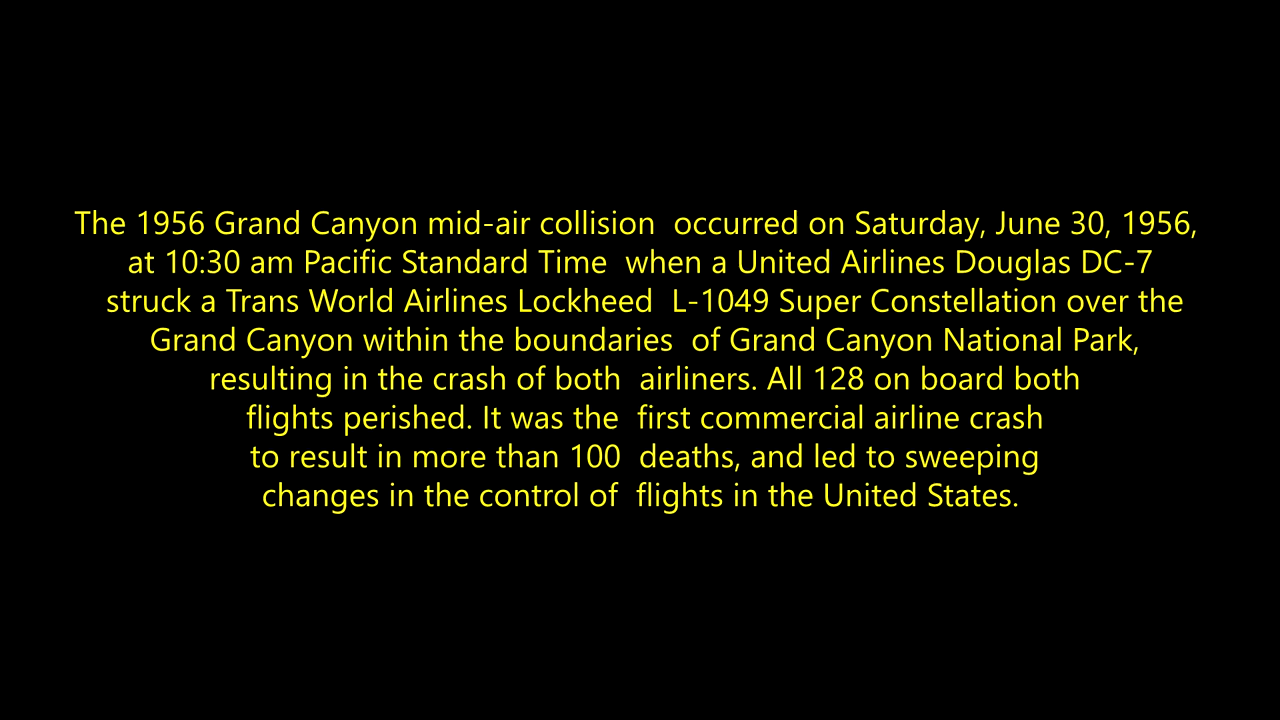 The 1956 Grand Canyon mid-air collision  occurred on Saturday, June 30, 1956,
at 10:30 am Pacific Standard Time  when a United Airlines Douglas DC-7
struck a Trans World Airlines Lockheed  L-1049 Super Constellation over the
Grand Canyon within the boundaries  of Grand Canyon National Park,
resulting in the crash of both  airliners. All 128 on board both
flights perished. It was the  first commercial airline crash
to result in more than 100  deaths, and led to sweeping
changes in the control of  flights in the United States.